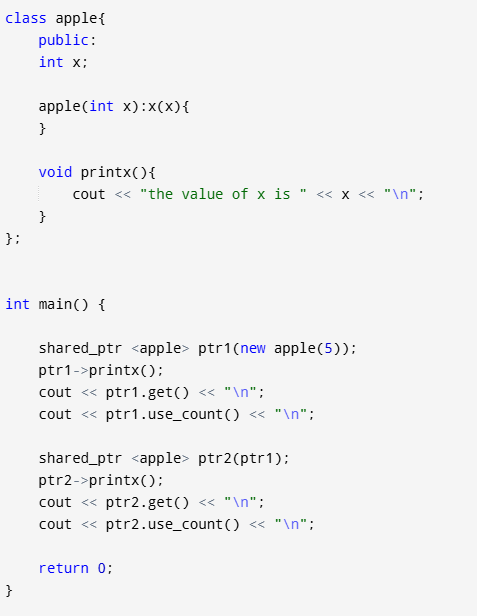 class apple{
    public:
    int x;

    apple(int x):x(x){
    }

    void printx(){
        cout << "the value of x is " << x << "\n";
    }
};


int main() {

    shared_ptr <apple> ptr1(new apple(5));
    ptr1->printx();
    cout << ptr1.get() << "\n";
    cout << ptr1.use_count() << "\n";

    shared_ptr <apple> ptr2(ptr1);
    ptr2->printx();
    cout << ptr2.get() << "\n";
    cout << ptr2.use_count() << "\n";

    return 0;
}